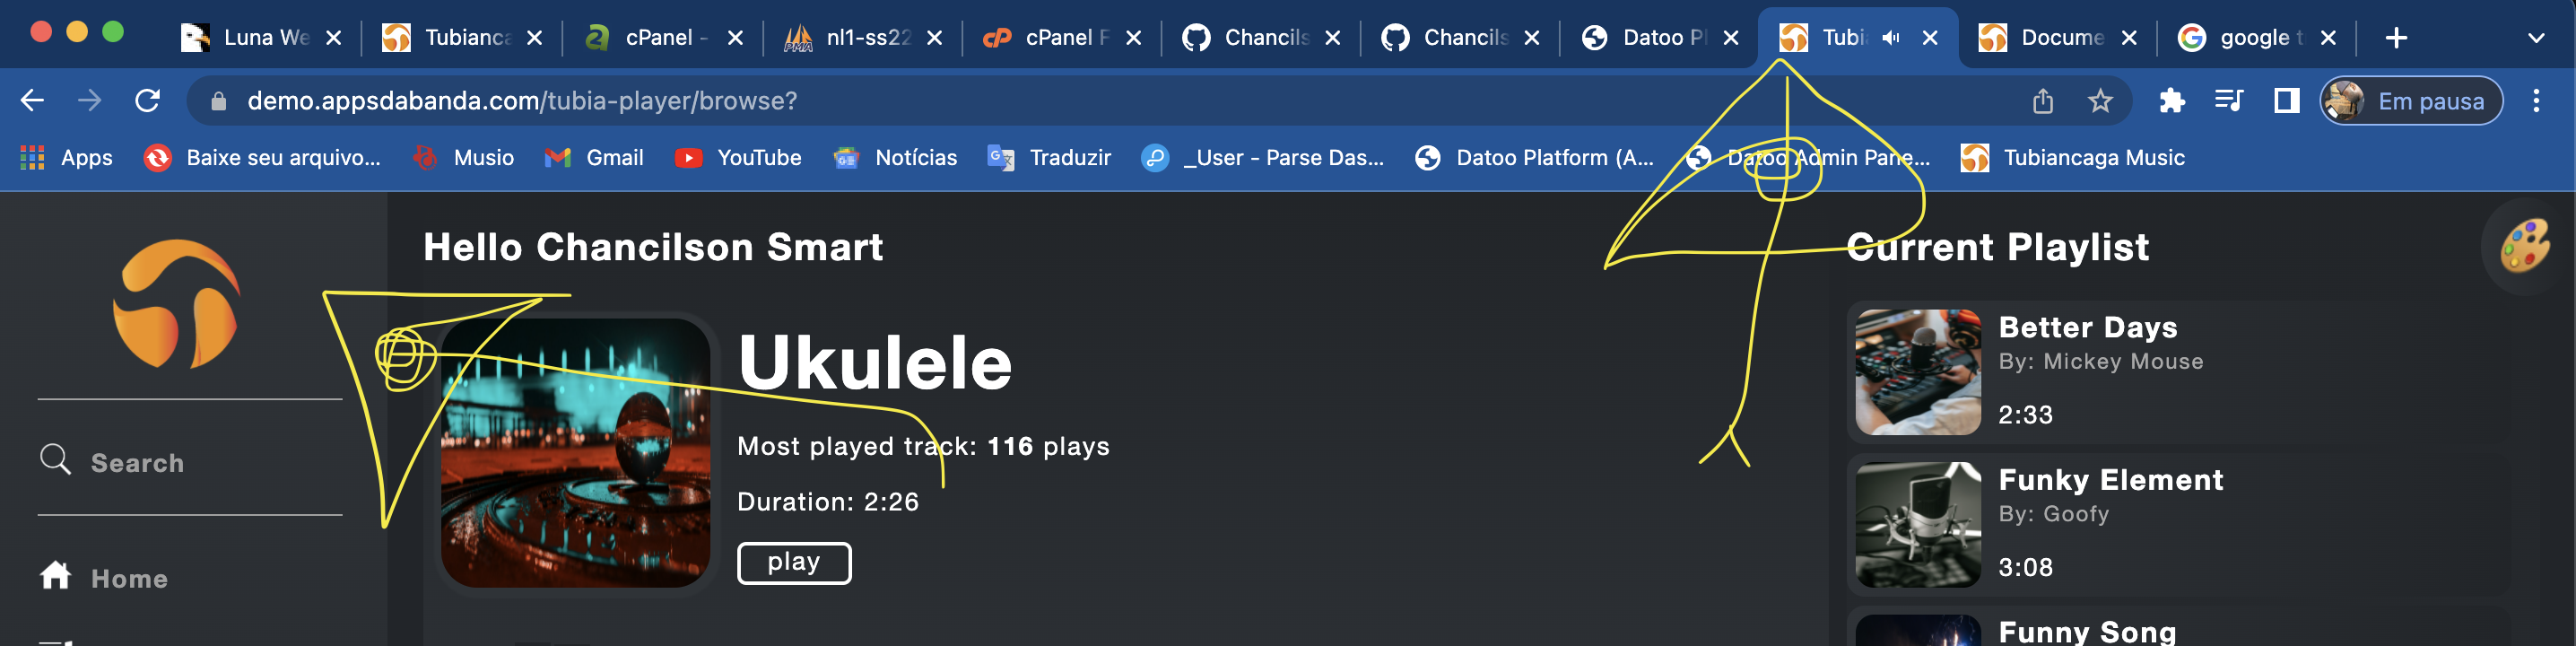 Luna We Tubianca cPanel - nl1-ss22 cPanel F Chancils Chancils Datoo Pl Tubi Docume google t
demo.appsdabanda.com/tubia-player/browse? Em pausa
Apps Baixe seu arquivo... Musio Gmail YouTube Notícias Traduzir _User - Parse Das... Datoo Platform (A... Datoo Admin Pane... Tubiancaga Music
Search
Home
Hello Chancilson Smart
Ukulele
Most played track: 116 plays
Duration: 2:26
play
Current Playlist
Better Days
By: Mickey Mouse
2:33
Funky Element
By: Goofy
3:08
Funny Song